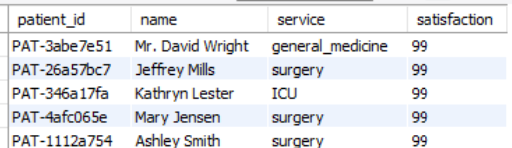 patient_id name service satisfaction
PAT-3abe7e51 Mr. David Wright general_medicine 99
PAT-26a57bc7 Jeffrey Mills surgery 99
PAT-346a17fa Kathryn Lester ICU 99
PAT-4afc065e Mary Jensen surgery 99
PAT-1112a754 Ashley Smith surgery 99